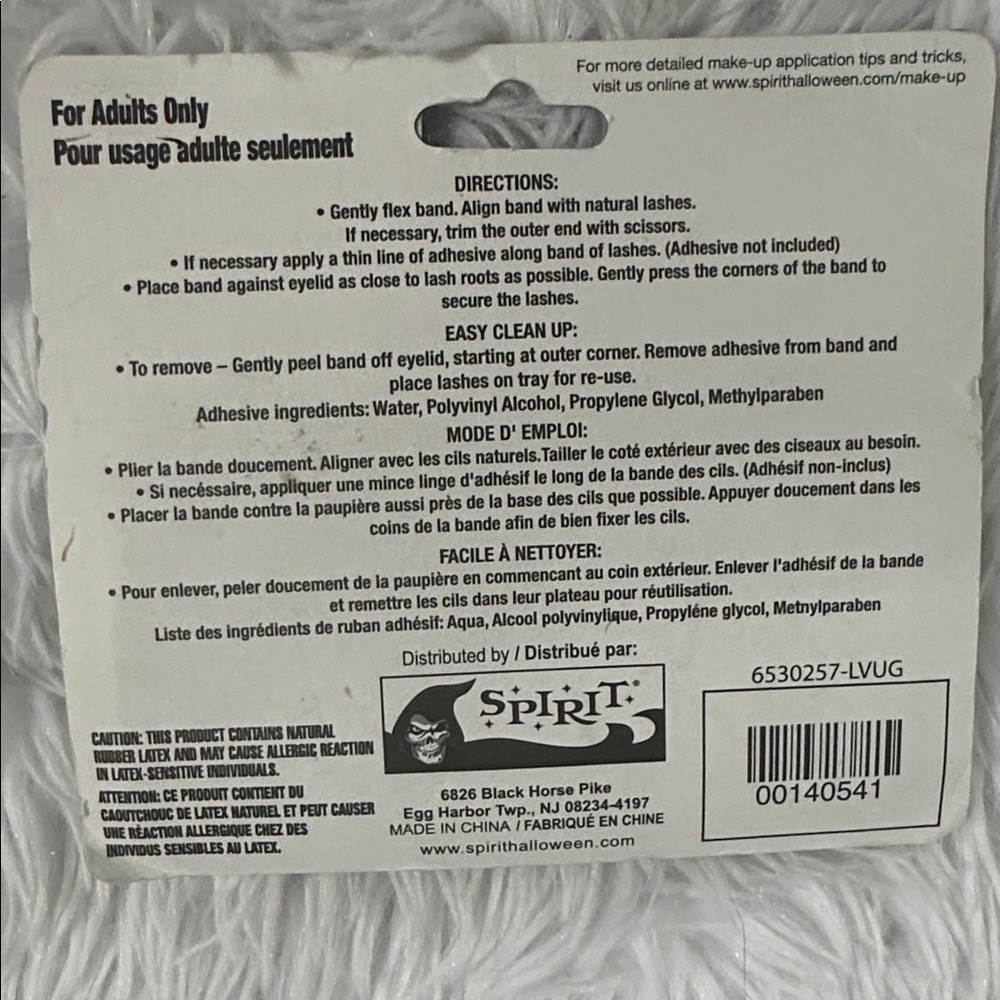 For more detailed make-up application tips and tricks,
visit us online at www.spirithalloween.com/make-up
For Adults Only
Pour usage adulte seulement
DIRECTIONS:
• Gently flex band. Align band with natural lashes.
If necessary, trim the outer end with scissors.
• If necessary apply a thin line of adhesive along band of lashes. (Adhesive not included)
• Place band against eyelid as close to lash roots as possible. Gently press the corners of the band to
secure the lashes.
EASY CLEAN UP:
• To remove – Gently peel band off eyelid, starting at outer corner. Remove adhesive from band and
place lashes on tray for re-use.
Adhesive ingredients: Water, Polyvinyl Alcohol, Propylene Glycol, Methylparaben
MODE D' EMPLOI:
• Plier la bande doucement. Aligner avec les cils naturels.Tailler le coté extérieur avec des ciseaux au besoin.
• Si necéssaire, appliquer une mince linge d'adhésif le long de la bande des cils. (Adhésif non-inclus)
• Placer la bande contre la paupière aussi près de la base des cils que possible. Appuyer doucement dans les
coins de la bande afin de bien fixer les cils.
FACILE À NETTOYER:
• Pour enlever, peler doucement de la paupière en commencant au coin extérieur. Enlever l'adhésif de la bande
et remettre les cils dans leur plateau pour réutilisation.
Liste des ingrédients de ruban adhésif: Aqua, Alcool polyvinylique, Propyléne glycol, Metnylparaben
Distributed by / Distribué par:
SPIRIT
6826 Black Horse Pike
Egg Harbor Twp., NJ 08234-4197
MADE IN CHINA / FABRIQUÉ EN CHINE
www.spirithalloween.com
CAUTION: THIS PRODUCT CONTAINS NATURAL
RUBBER LATEX AND MAY CAUSE ALLERGIC REACTION
IN LATEX-SENSITIVE INDIVIDUALS.
ATTENTION: CE PRODUIT CONTIENT DU
CAOUTCHOUC DE LATEX NATUREL ET PEUT CAUSER
UNE RÉACTION ALLERGIQUE CHEZ DES
INDIVIDUS SENSIBLES AU LATEX.
6530257-LVUG
00140541